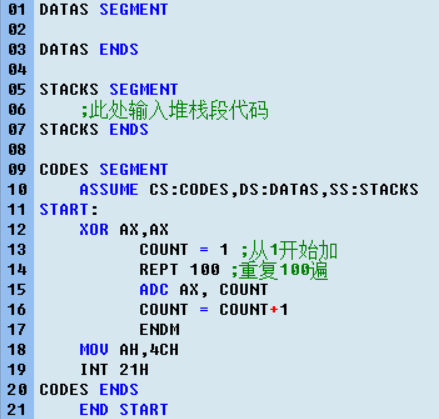 01 DATAS SEGMENT
02
03 DATAS ENDS
04
05 STACKS SEGMENT
06 ;此处输入堆栈段代码
07 STACKS ENDS
08
09 CODES SEGMENT
10 ASSUME CS:CODES,DS:DATAS,SS:STACKS
11 START:
12 XOR AX,AX
13 COUNT = 1 ;从1开始加
14 REPT 100 ;重复100遍
15 ADC AX, COUNT
16 COUNT = COUNT+1
17 ENDM
18 MOV AH,4CH
19 INT 21H
20 CODES ENDS
21 END START